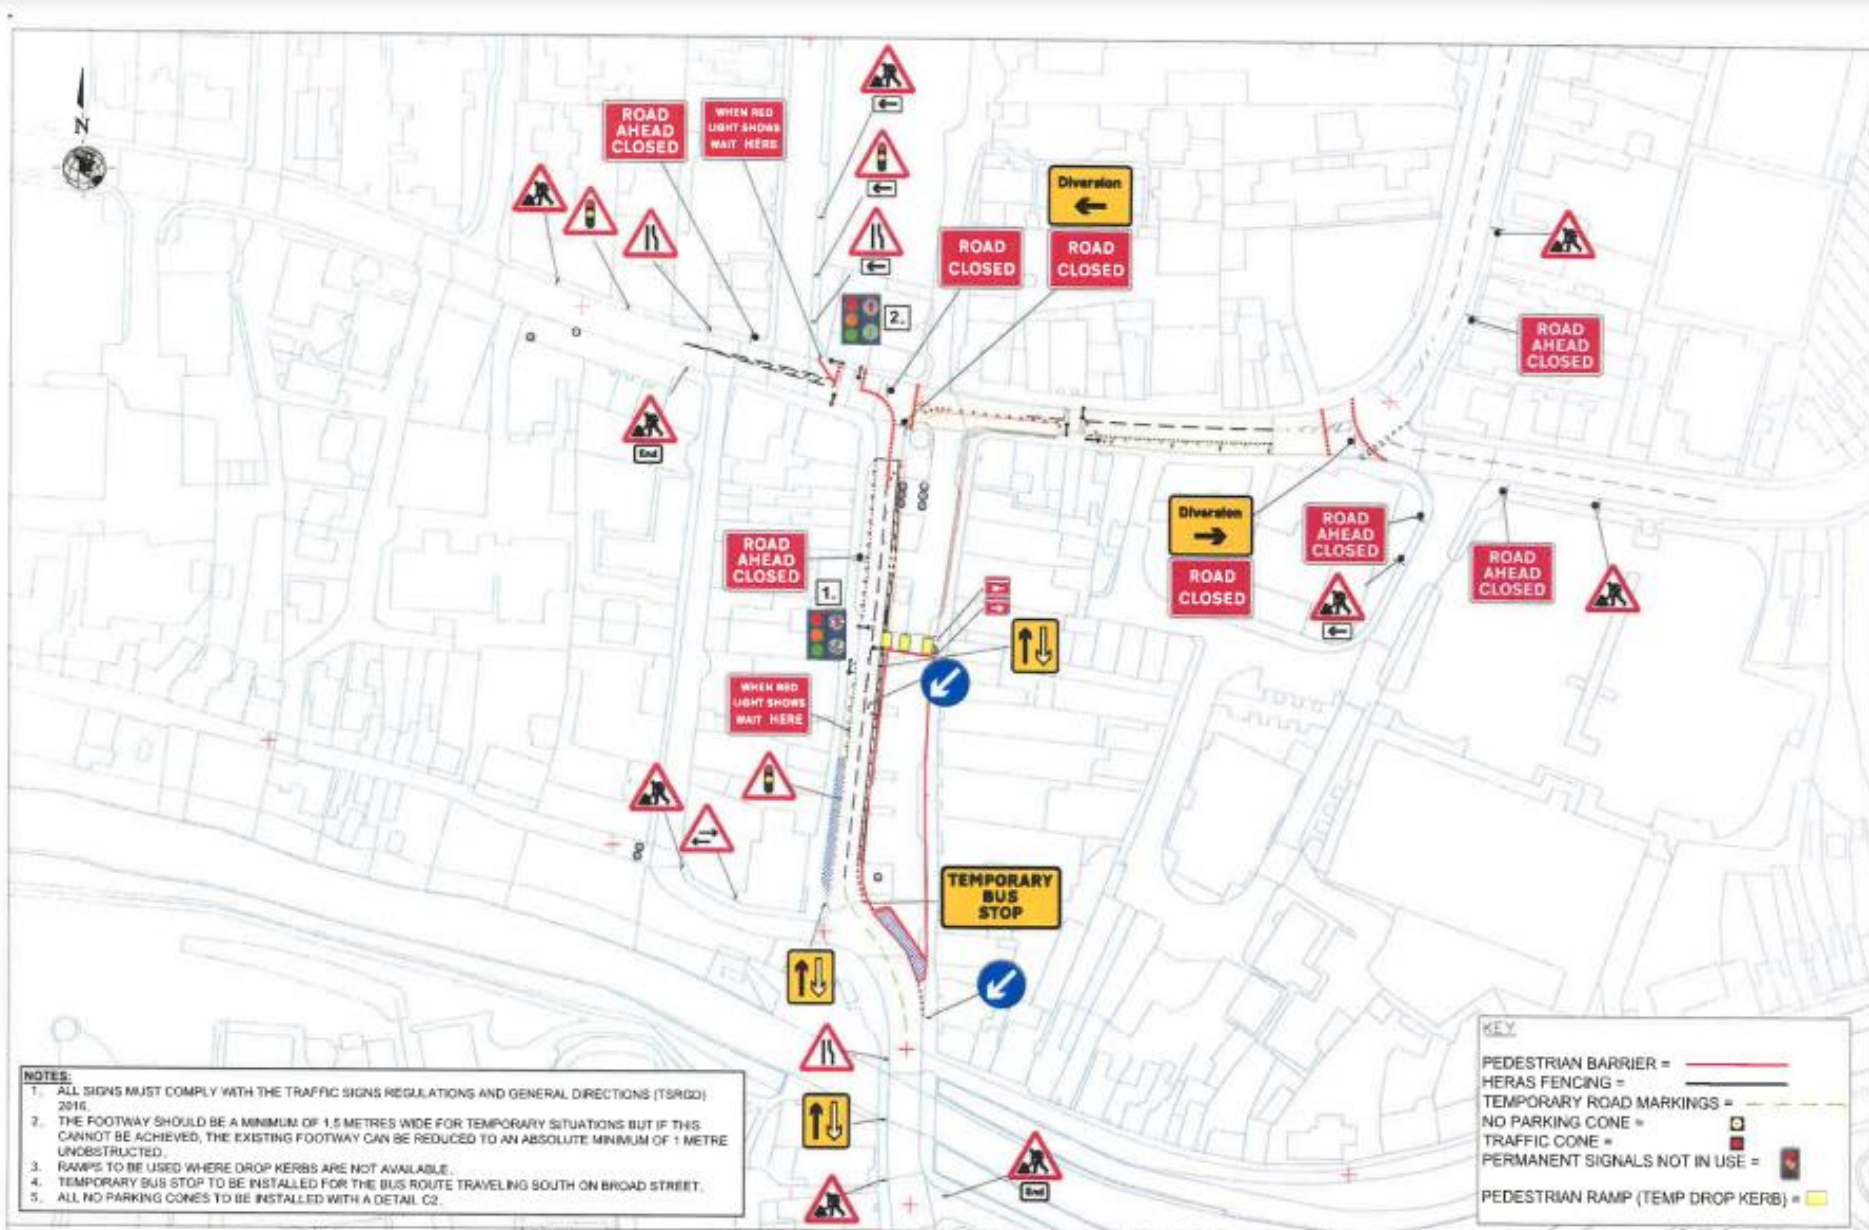 N
ROAD
AHEAD
CLOSED
WHEN RED
LIGHT SHOWS
WAIT HERE
2.
Diversion
ROAD
CLOSED
ROAD
CLOSED
ROAD
AHEAD
CLOSED
End
Diversion
ROAD
CLOSED
ROAD
AHEAD
CLOSED
ROAD
AHEAD
CLOSED
ROAD
AHEAD
CLOSED
1.
WHEN RED
LIGHT SHOWS
WAIT HERE
TEMPORARY
BUS
STOP
End
NOTES:
1. ALL SIGNS MUST COMPLY WITH THE TRAFFIC SIGNS REGULATIONS AND GENERAL DIRECTIONS (TSRGD)
2016.
2. THE FOOTWAY SHOULD BE A MINIMUM OF 1.5 METRES WIDE FOR TEMPORARY SITUATIONS BUT IF THIS
CANNOT BE ACHIEVED, THE EXISTING FOOTWAY CAN BE REDUCED TO AN ABSOLUTE MINIMUM OF 1 METRE
UNOBSTRUCTED.
3. RAMPS TO BE USED WHERE DROP KERBS ARE NOT AVAILABLE.
4. TEMPORARY BUS STOP TO BE INSTALLED FOR THE BUS ROUTE TRAVELING SOUTH ON BROAD STREET.
5. ALL NO PARKING CONES TO BE INSTALLED WITH A DETAIL C2.
KEY
PEDESTRIAN BARRIER =
HERAS FENCING =
TEMPORARY ROAD MARKINGS =
NO PARKING CONE =
TRAFFIC CONE =
PERMANENT SIGNALS NOT IN USE =
PEDESTRIAN RAMP (TEMP DROP KERB) =